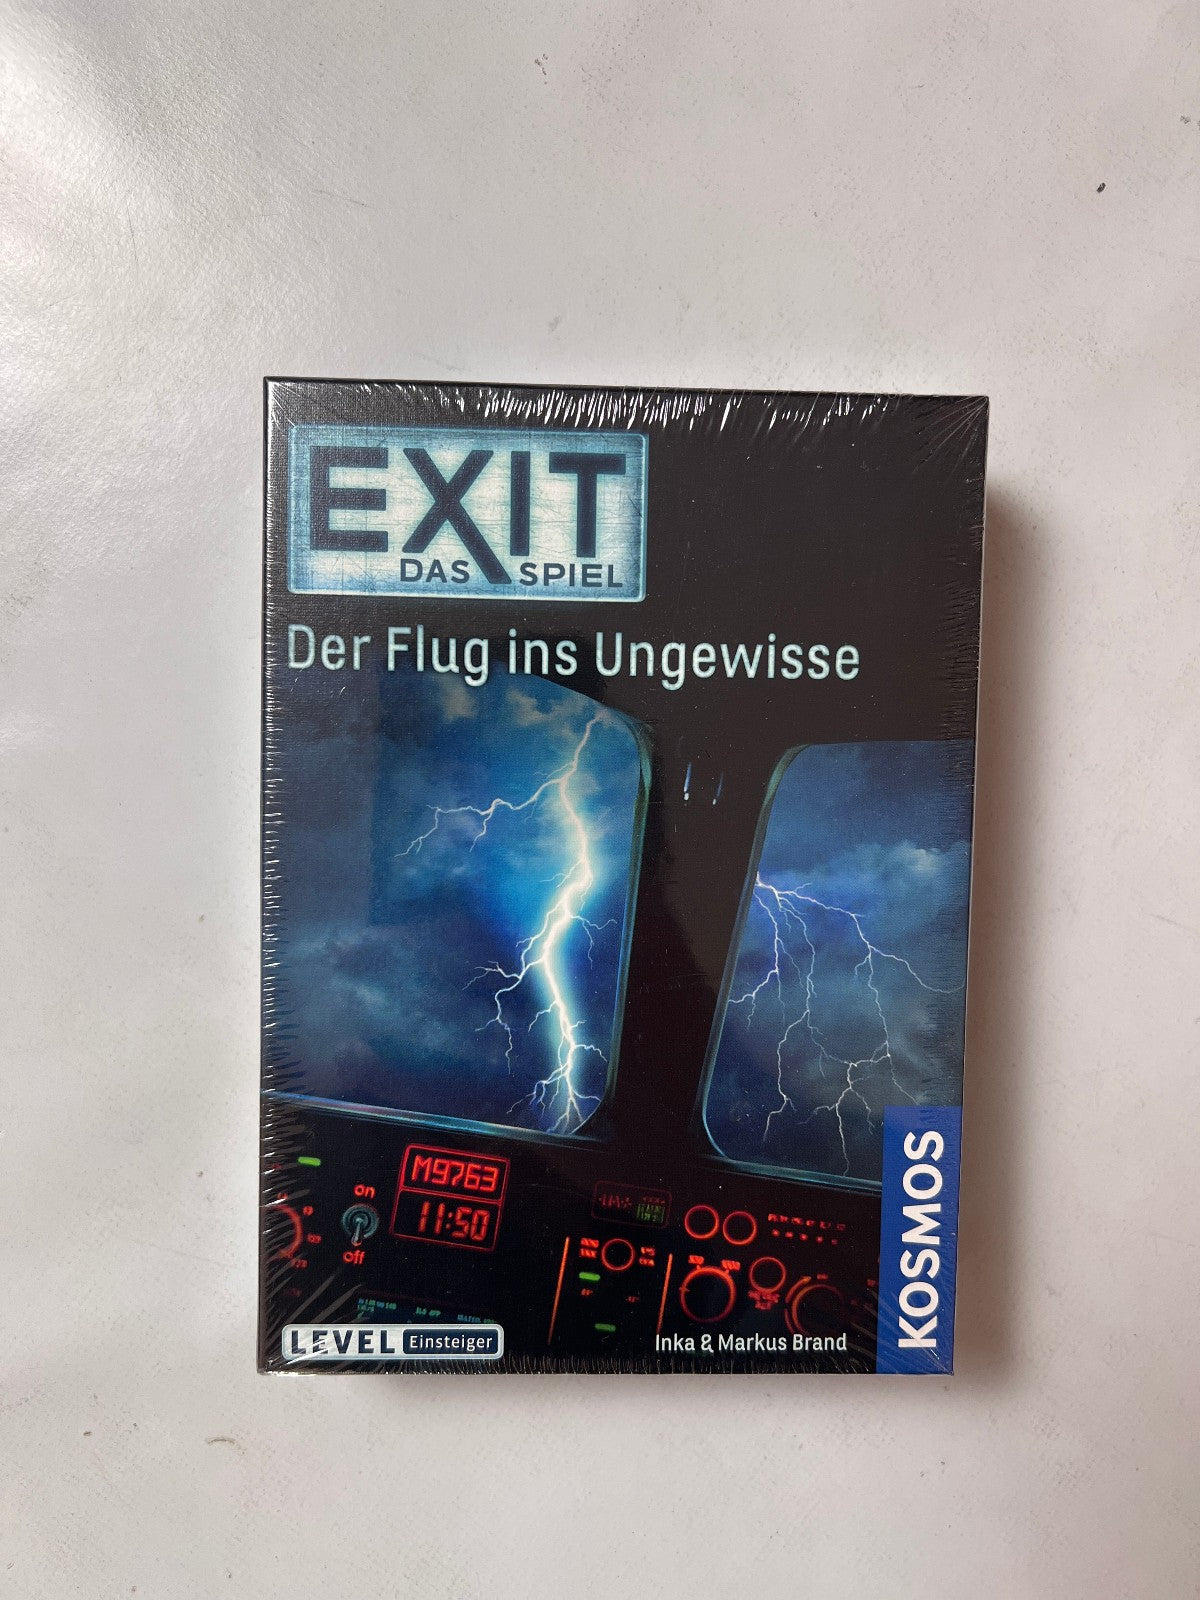 EXIT
DAS SPIEL
Der Flug ins Ungewisse
M9763
on
11:50
off
LEVEL Einsteiger
Inka & Markus Brand
KOSMOS